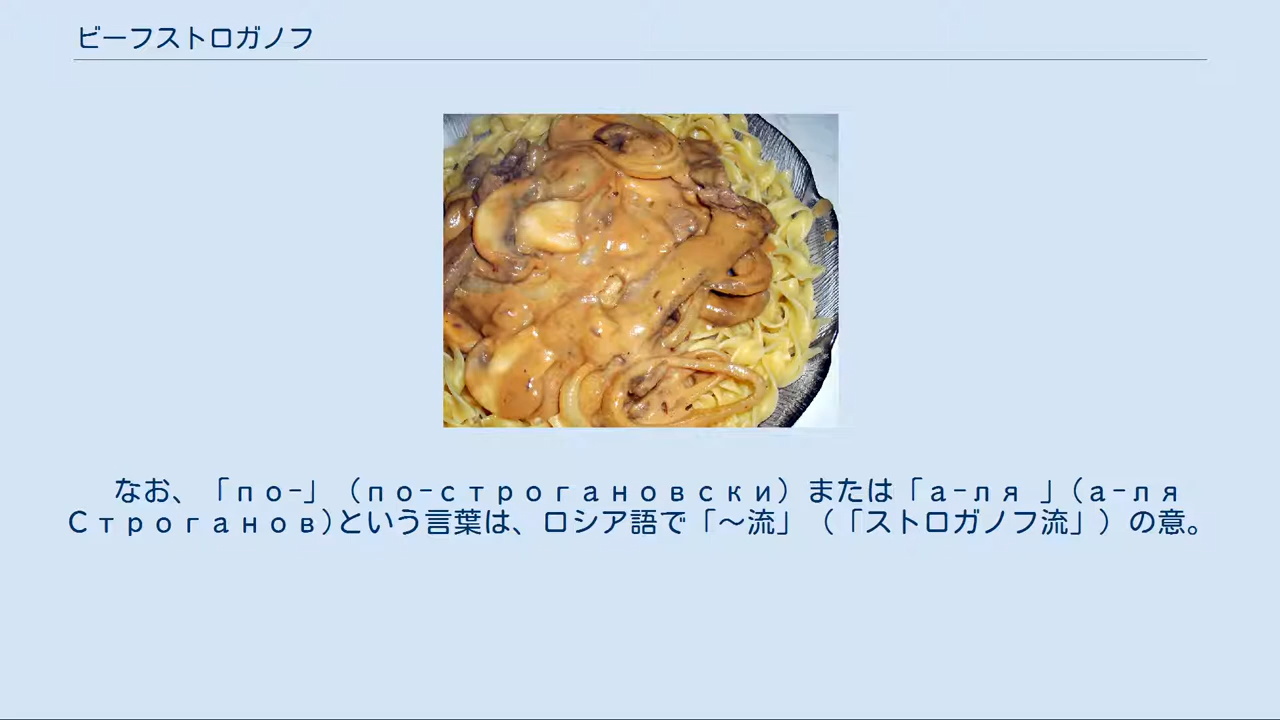 ビーフストロガノフ
なお、「по-」（по-строгановски）または「а-ля 」（а-ля
Строганов)という言葉は、ロシア語で「〜流」（「ストロガノフ流」）の意。